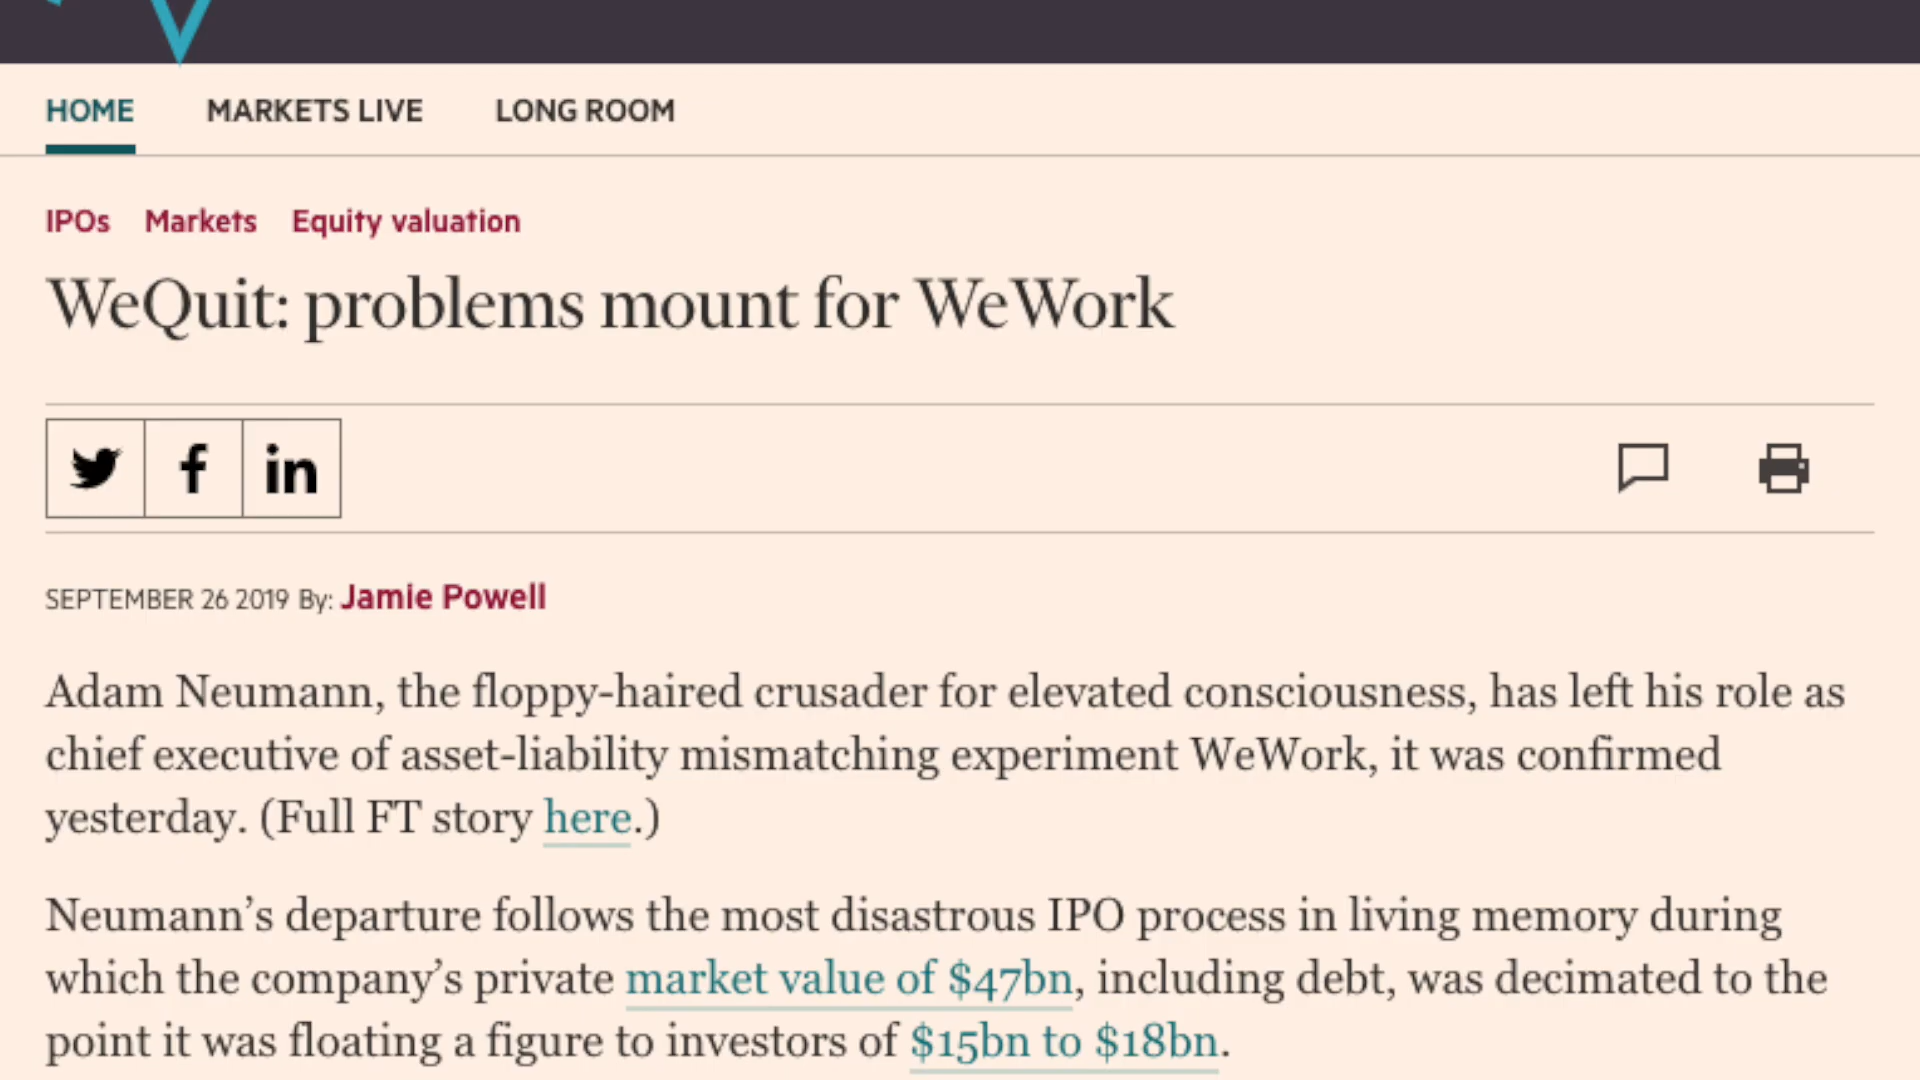 HOME MARKETS LIVE LONG ROOM
IPOs Markets Equity valuation
WeQuit: problems mount for WeWork
SEPTEMBER 26 2019 By: Jamie Powell
Adam Neumann, the floppy-haired crusader for elevated consciousness, has left his role as
chief executive of asset-liability mismatching experiment WeWork, it was confirmed
yesterday. (Full FT story here.)
Neumann’s departure follows the most disastrous IPO process in living memory during
which the company’s private market value of $47bn, including debt, was decimated to the
point it was floating a figure to investors of $15bn to $18bn.